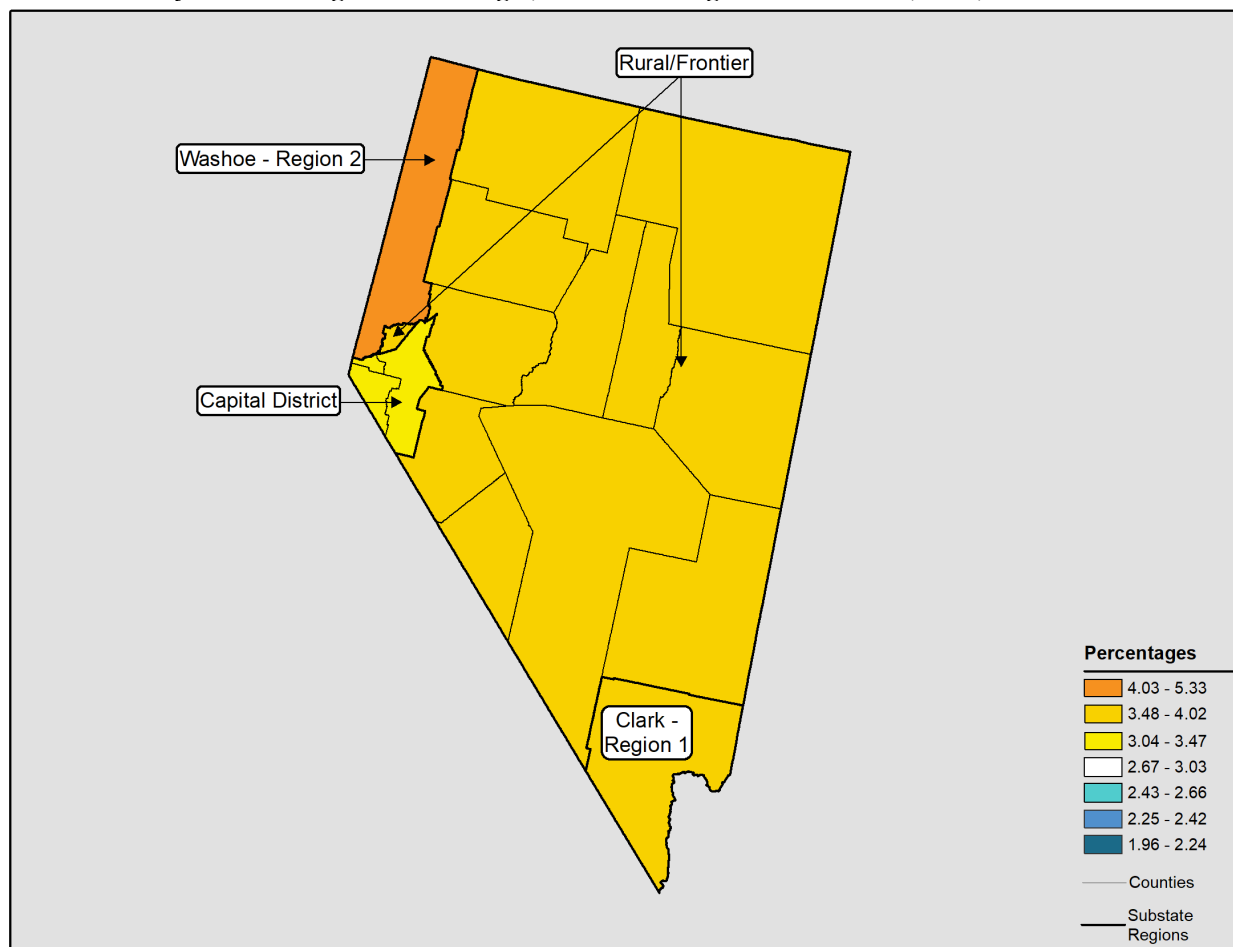 Rural/Frontier
Washoe - Region 2
Capital District
Clark -
Region 1
Percentages
4.03 - 5.33
3.48 - 4.02
3.04 - 3.47
2.67 - 3.03
2.43 - 2.66
2.25 - 2.42
1.96 - 2.24
Counties
Substate
Regions